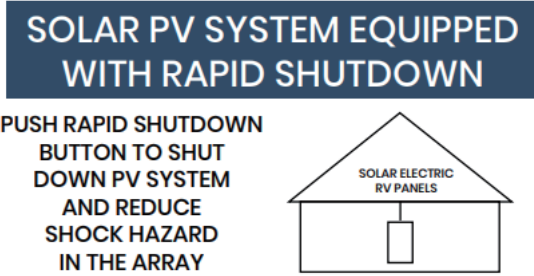 SOLAR PV SYSTEM EQUIPPED
WITH RAPID SHUTDOWN
PUSH RAPID SHUTDOWN
BUTTON TO SHUT
DOWN PV SYSTEM
AND REDUCE
SHOCK HAZARD
IN THE ARRAY
SOLAR ELECTRIC
RV PANELS